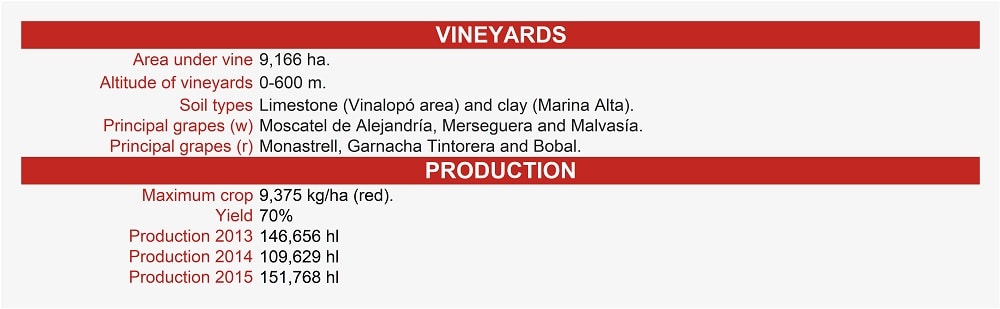 VINEYARDS
Area under vine 9,166 ha.
Altitude of vineyards 0-600 m.
Soil types Limestone (Vinalopó area) and clay (Marina Alta).
Principal grapes (w) Moscatel de Alejandría, Merseguera and Malvasía.
Principal grapes (r) Monastrell, Garnacha Tintorera and Bobal.
PRODUCTION
Maximum crop 9,375 kg/ha (red).
Yield 70%
Production 2013 146,656 hl
Production 2014 109,629 hl
Production 2015 151,768 hl